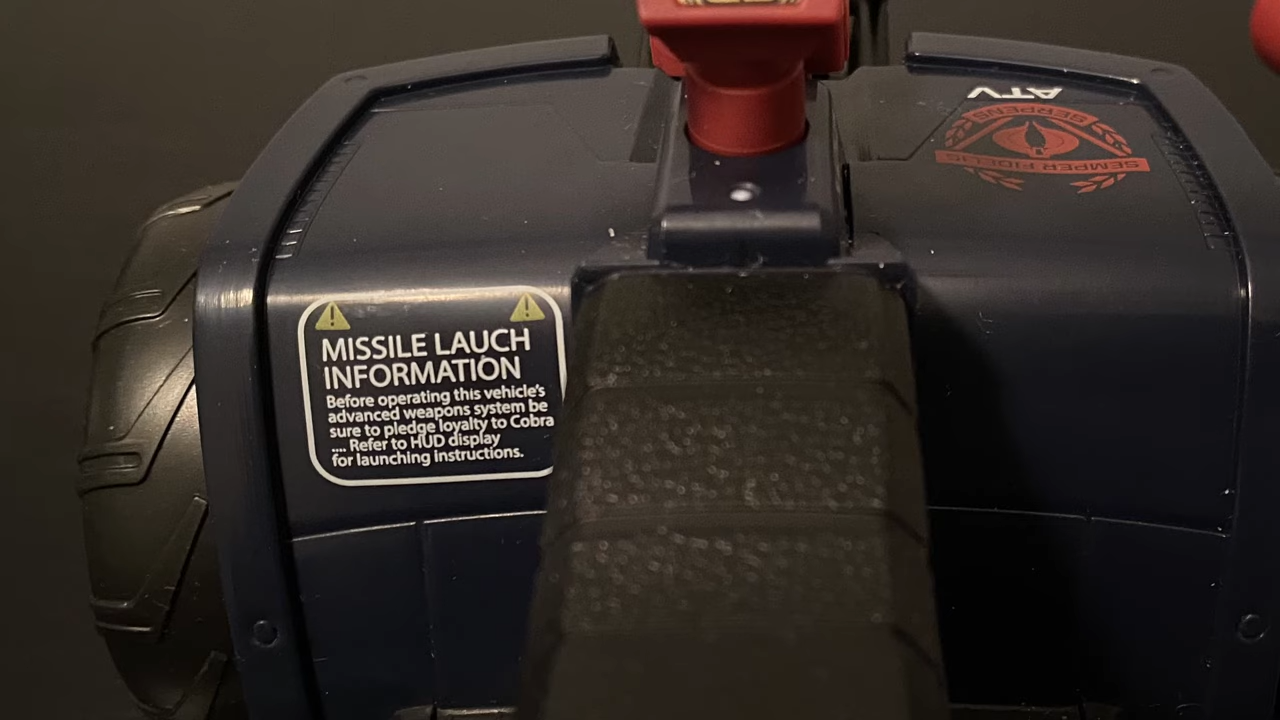 ATV
SERPENS
SEMPER FIDELIS
MISSILE LAUCH
INFORMATION
Before operating this vehicle's
advanced weapons system be
sure to pledge loyalty to Cobra
.... Refer to HUD display
for launching instructions.